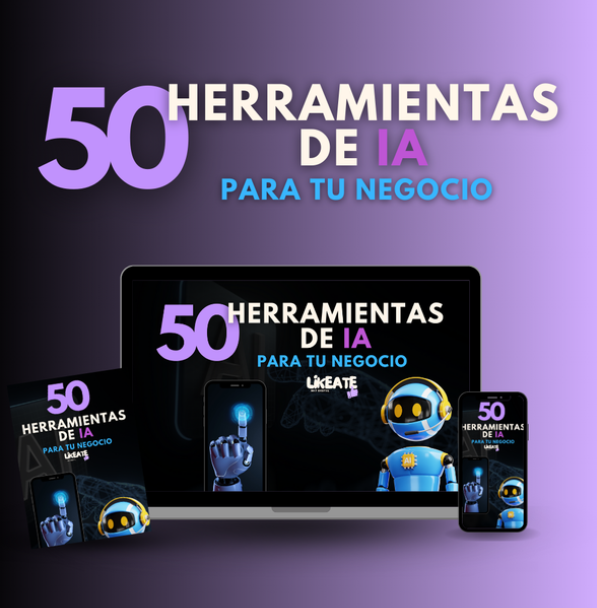 50 HERRAMIENTAS
DE IA
PARA TU NEGOCIO
50 HERRAMIENTAS
DE IA
PARA TU NEGOCIO
LIKEATE
50
HERRAMIENTAS
DE IA
PARA TU NEGOCIO
LIKEATE
50
HERRAMIENTAS
DE IA
PARA TU NEGOCIO
LIKEATE